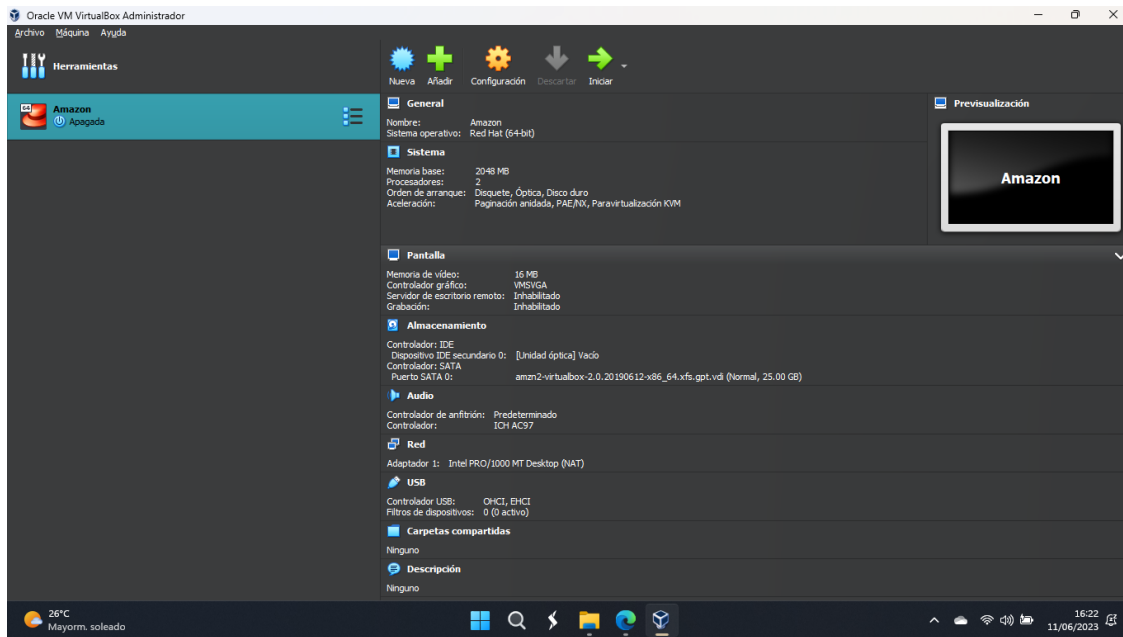 Oracle VM VirtualBox Administrador
Archivo Máquina Ayuda
Herramientas
Nueva Añadir Configuración Descartar Iniciar
64
Amazon
Apagada
General
Nombre: Amazon
Sistema operativo: Red Hat (64-bit)
Previsualización
Amazon
Sistema
Memoria base: 2048 MB
Procesadores: 2
Orden de arranque: Disquete, Óptica, Disco duro
Aceleración: Paginación anidada, PAE/NX, Paravirtualización KVM
Pantalla
Memoria de vídeo: 16 MB
Controlador gráfico: VMSVGA
Servidor de escritorio remoto: Inhabilitado
Grabación: Inhabilitado
Almacenamiento
Controlador: IDE
Dispositivo IDE secundario 0: [Unidad óptica] Vacío
Controlador: SATA
Puerto SATA 0: amzn2-virtualbox-2.0.20190612-x86_64.xfs.gpt.vdi (Normal, 25.00 GB)
Audio
Controlador de anfitrión: Predeterminado
Controlador: ICH AC97
Red
Adaptador 1: Intel PRO/1000 MT Desktop (NAT)
USB
Controlador USB: OHCI, EHCI
Filtros de dispositivos: 0 (0 activo)
Carpetas compartidas
Ninguno
Descripción
Ninguno
26°C
Mayorm. soleado
16:22
11/06/2023